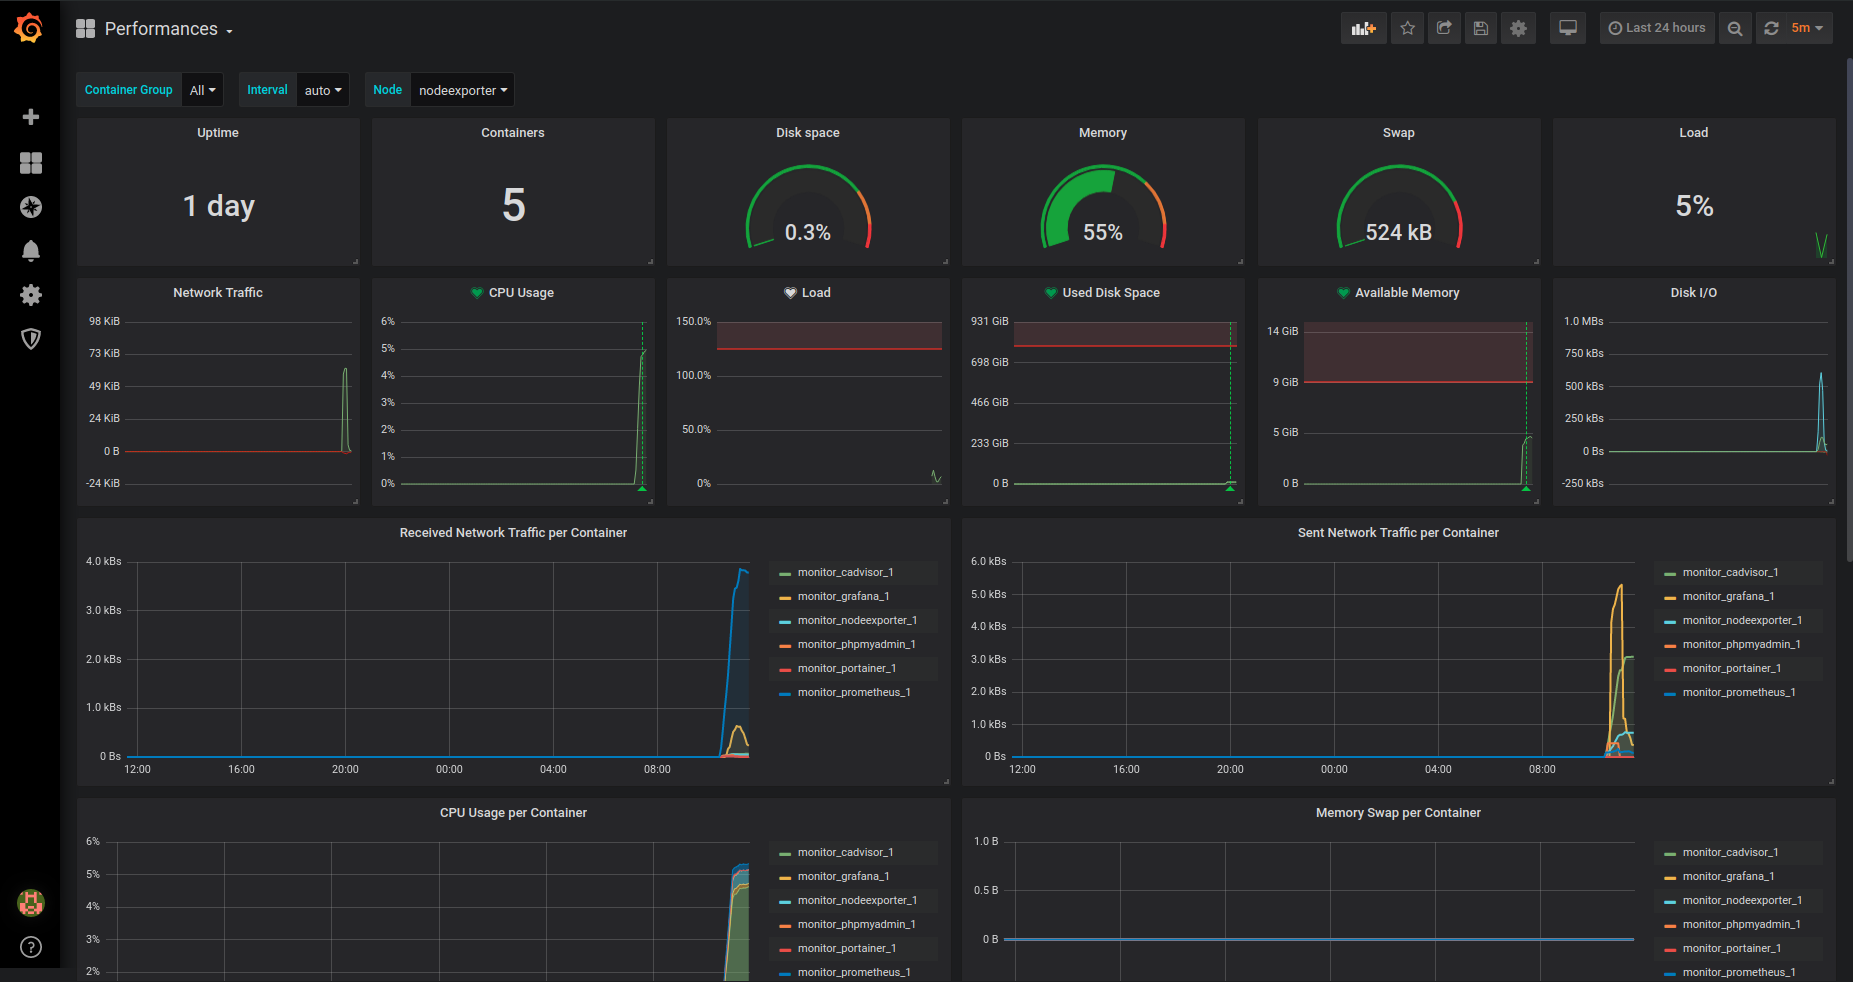 Performances
Last 24 hours
5m
Container Group All
Interval auto
Node nodeexporter
Uptime
1 day
Containers
5
Disk space
0.3%
Memory
55%
Swap
524 kB
Load
5%
Network Traffic
98 KiB
73 KiB
49 KiB
24 KiB
0 B
-24 KiB
CPU Usage
6%
5%
4%
3%
2%
1%
0%
Load
150.0%
100.0%
50.0%
0%
Used Disk Space
931 GiB
698 GiB
466 GiB
233 GiB
0 B
Available Memory
14 GiB
9 GiB
5 GiB
0 B
Disk I/O
1.0 MBs
750 kBs
500 kBs
250 kBs
0 Bs
-250 kBs
Received Network Traffic per Container
4.0 kBs
3.0 kBs
2.0 kBs
1.0 kBs
0 Bs
12:00 16:00 20:00 00:00 04:00 08:00
monitor_cadvisor_1
monitor_grafana_1
monitor_nodeexporter_1
monitor_phpmyadmin_1
monitor_portainer_1
monitor_prometheus_1
Sent Network Traffic per Container
6.0 kBs
5.0 kBs
4.0 kBs
3.0 kBs
2.0 kBs
1.0 kBs
0 Bs
12:00 16:00 20:00 00:00 04:00 08:00
monitor_cadvisor_1
monitor_grafana_1
monitor_nodeexporter_1
monitor_phpmyadmin_1
monitor_portainer_1
monitor_prometheus_1
CPU Usage per Container
6%
5%
4%
3%
2%
monitor_cadvisor_1
monitor_grafana_1
monitor_nodeexporter_1
monitor_phpmyadmin_1
monitor_portainer_1
monitor_prometheus_1
Memory Swap per Container
1.0 B
0.5 B
0 B
monitor_cadvisor_1
monitor_grafana_1
monitor_nodeexporter_1
monitor_phpmyadmin_1
monitor_portainer_1
monitor_prometheus_1